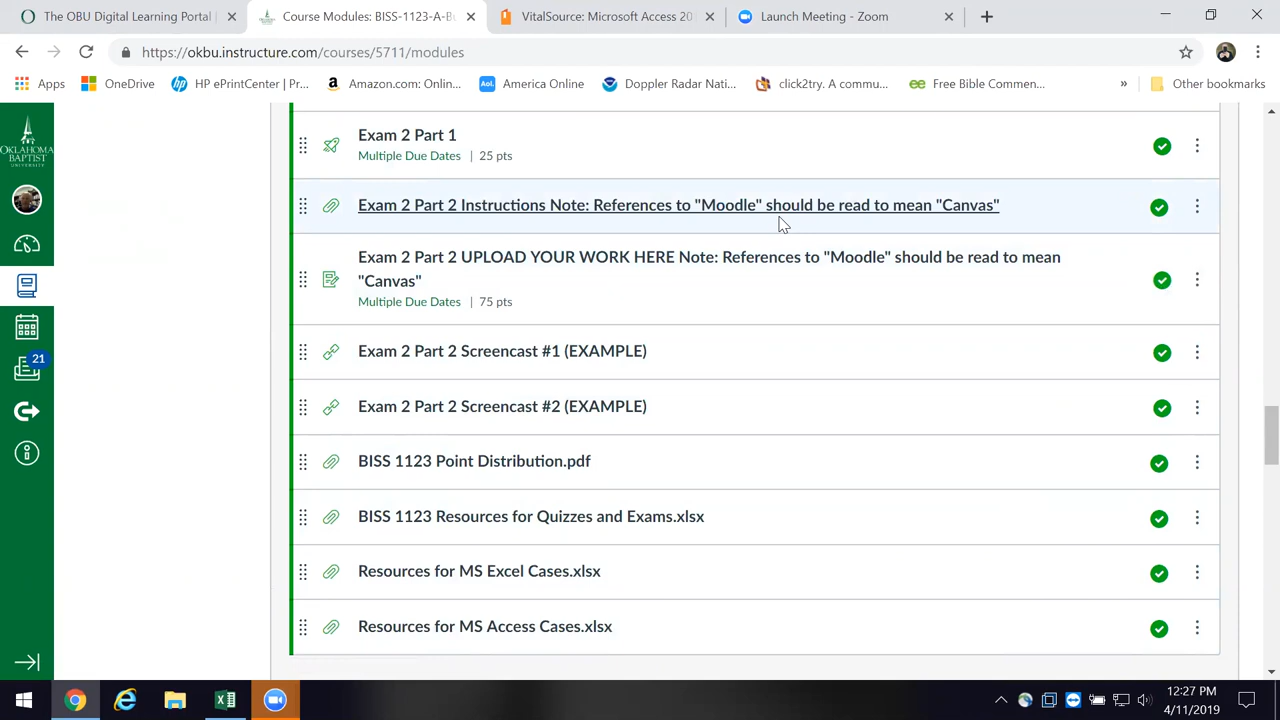 The OBU Digital Learning Portal
Course Modules: BISS-1123-A-Bu
VitalSource: Microsoft Access 20
Launch Meeting - Zoom
https://okbu.instructure.com/courses/5711/modules
Apps
OneDrive
HP ePrintCenter | Pr...
Amazon.com: Onlin...
Aol.
America Online
Doppler Radar Nati...
click2try. A commu...
Free Bible Commen...
»
Other bookmarks
OKLAHOMA
BAPTIST
UNIVERSITY
Exam 2 Part 1
Multiple Due Dates | 25 pts
Exam 2 Part 2 Instructions Note: References to "Moodle" should be read to mean "Canvas"
Exam 2 Part 2 UPLOAD YOUR WORK HERE Note: References to "Moodle" should be read to mean
"Canvas"
Multiple Due Dates | 75 pts
21
Exam 2 Part 2 Screencast #1 (EXAMPLE)
Exam 2 Part 2 Screencast #2 (EXAMPLE)
BISS 1123 Point Distribution.pdf
BISS 1123 Resources for Quizzes and Exams.xlsx
Resources for MS Excel Cases.xlsx
Resources for MS Access Cases.xlsx
12:27 PM
4/11/2019